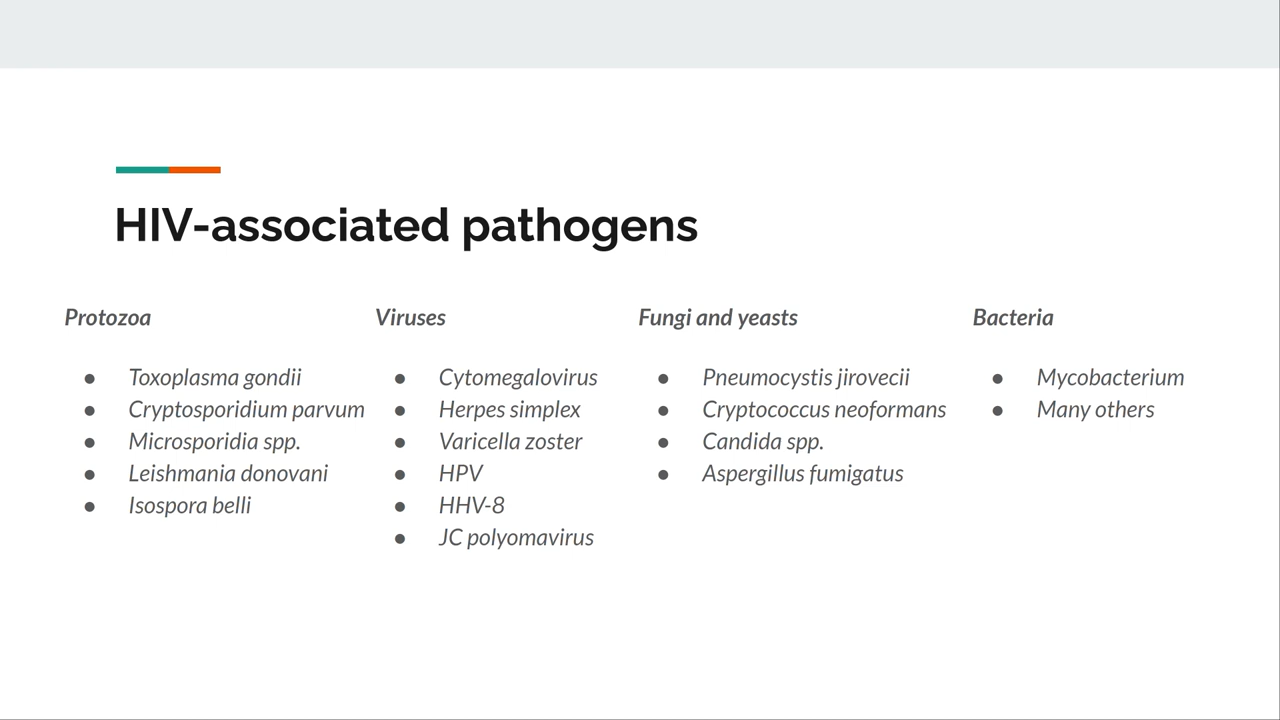 HIV-associated pathogens
Protozoa
● Toxoplasma gondii
● Cryptosporidium parvum
● Microsporidia spp.
● Leishmania donovani
● Isospora belli
Viruses
● Cytomegalovirus
● Herpes simplex
● Varicella zoster
● HPV
● HHV-8
● JC polyomavirus
Fungi and yeasts
● Pneumocystis jirovecii
● Cryptococcus neoformans
● Candida spp.
● Aspergillus fumigatus
Bacteria
● Mycobacterium
● Many others